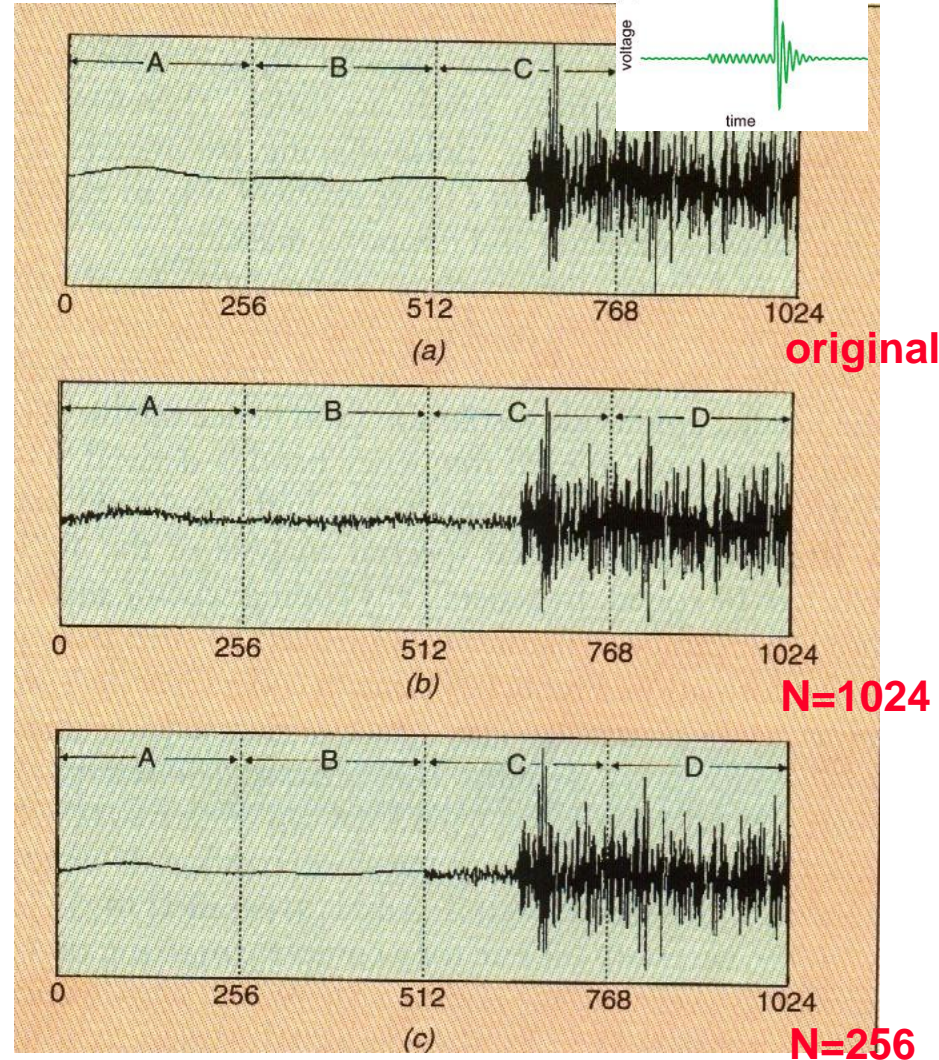 voltage
time
A B C
0 256 512 768 1024
(a)
original
A B C D
0 256 512 768 1024
(b)
N=1024
A B C D
0 256 512 768 1024
(c)
N=256